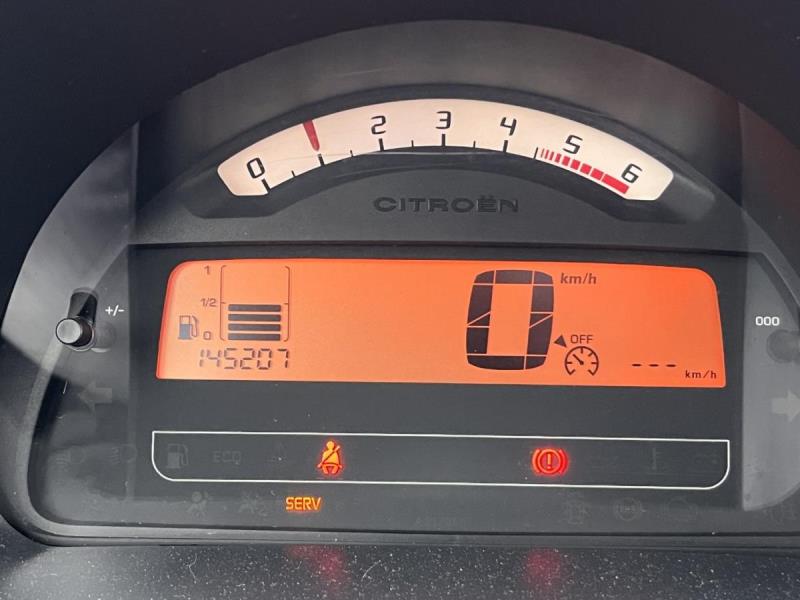 0 1 2 3 4 5 6
CITROËN
1
1/2
0
145207
0 km/h
OFF
--- km/h
+/-
000
ECO
SERV